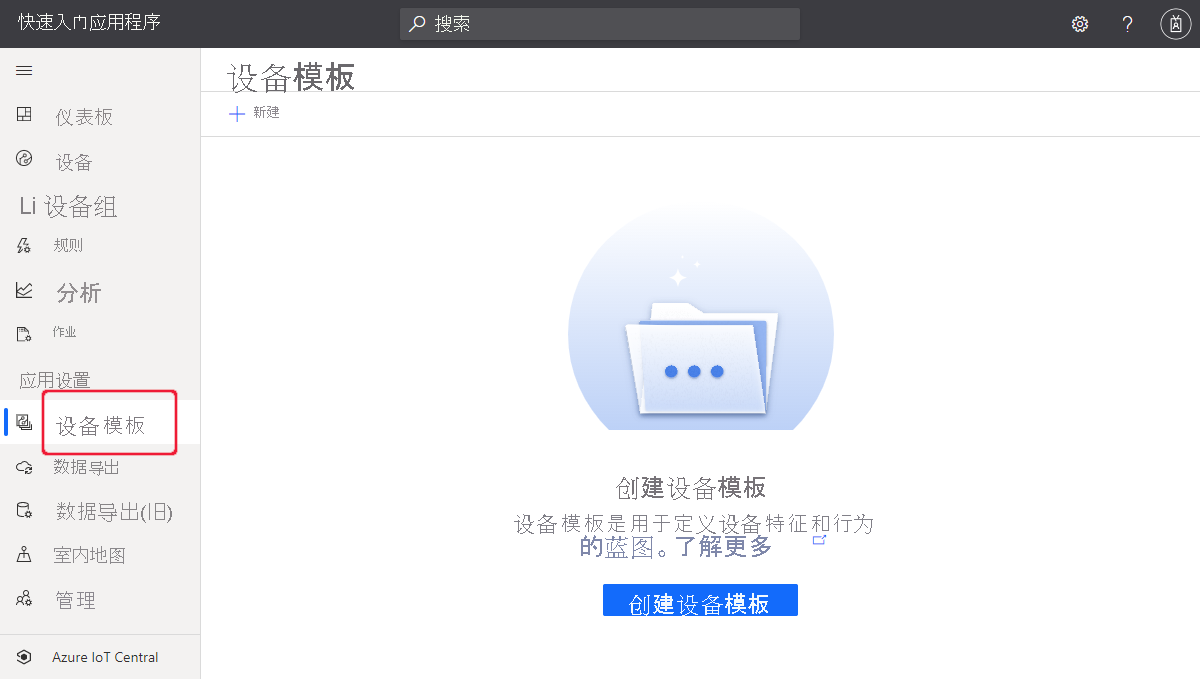 快速入门应用程序
搜索
?
仪表板
设备
Li 设备组
规则
分析
作业
应用设置
设备模板
数据导出
数据导出(旧)
室内地图
管理
Azure IoT Central
设备模板
新建
创建设备模板
设备模板是用于定义设备特征和行为
的蓝图。了解更多
创建设备模板